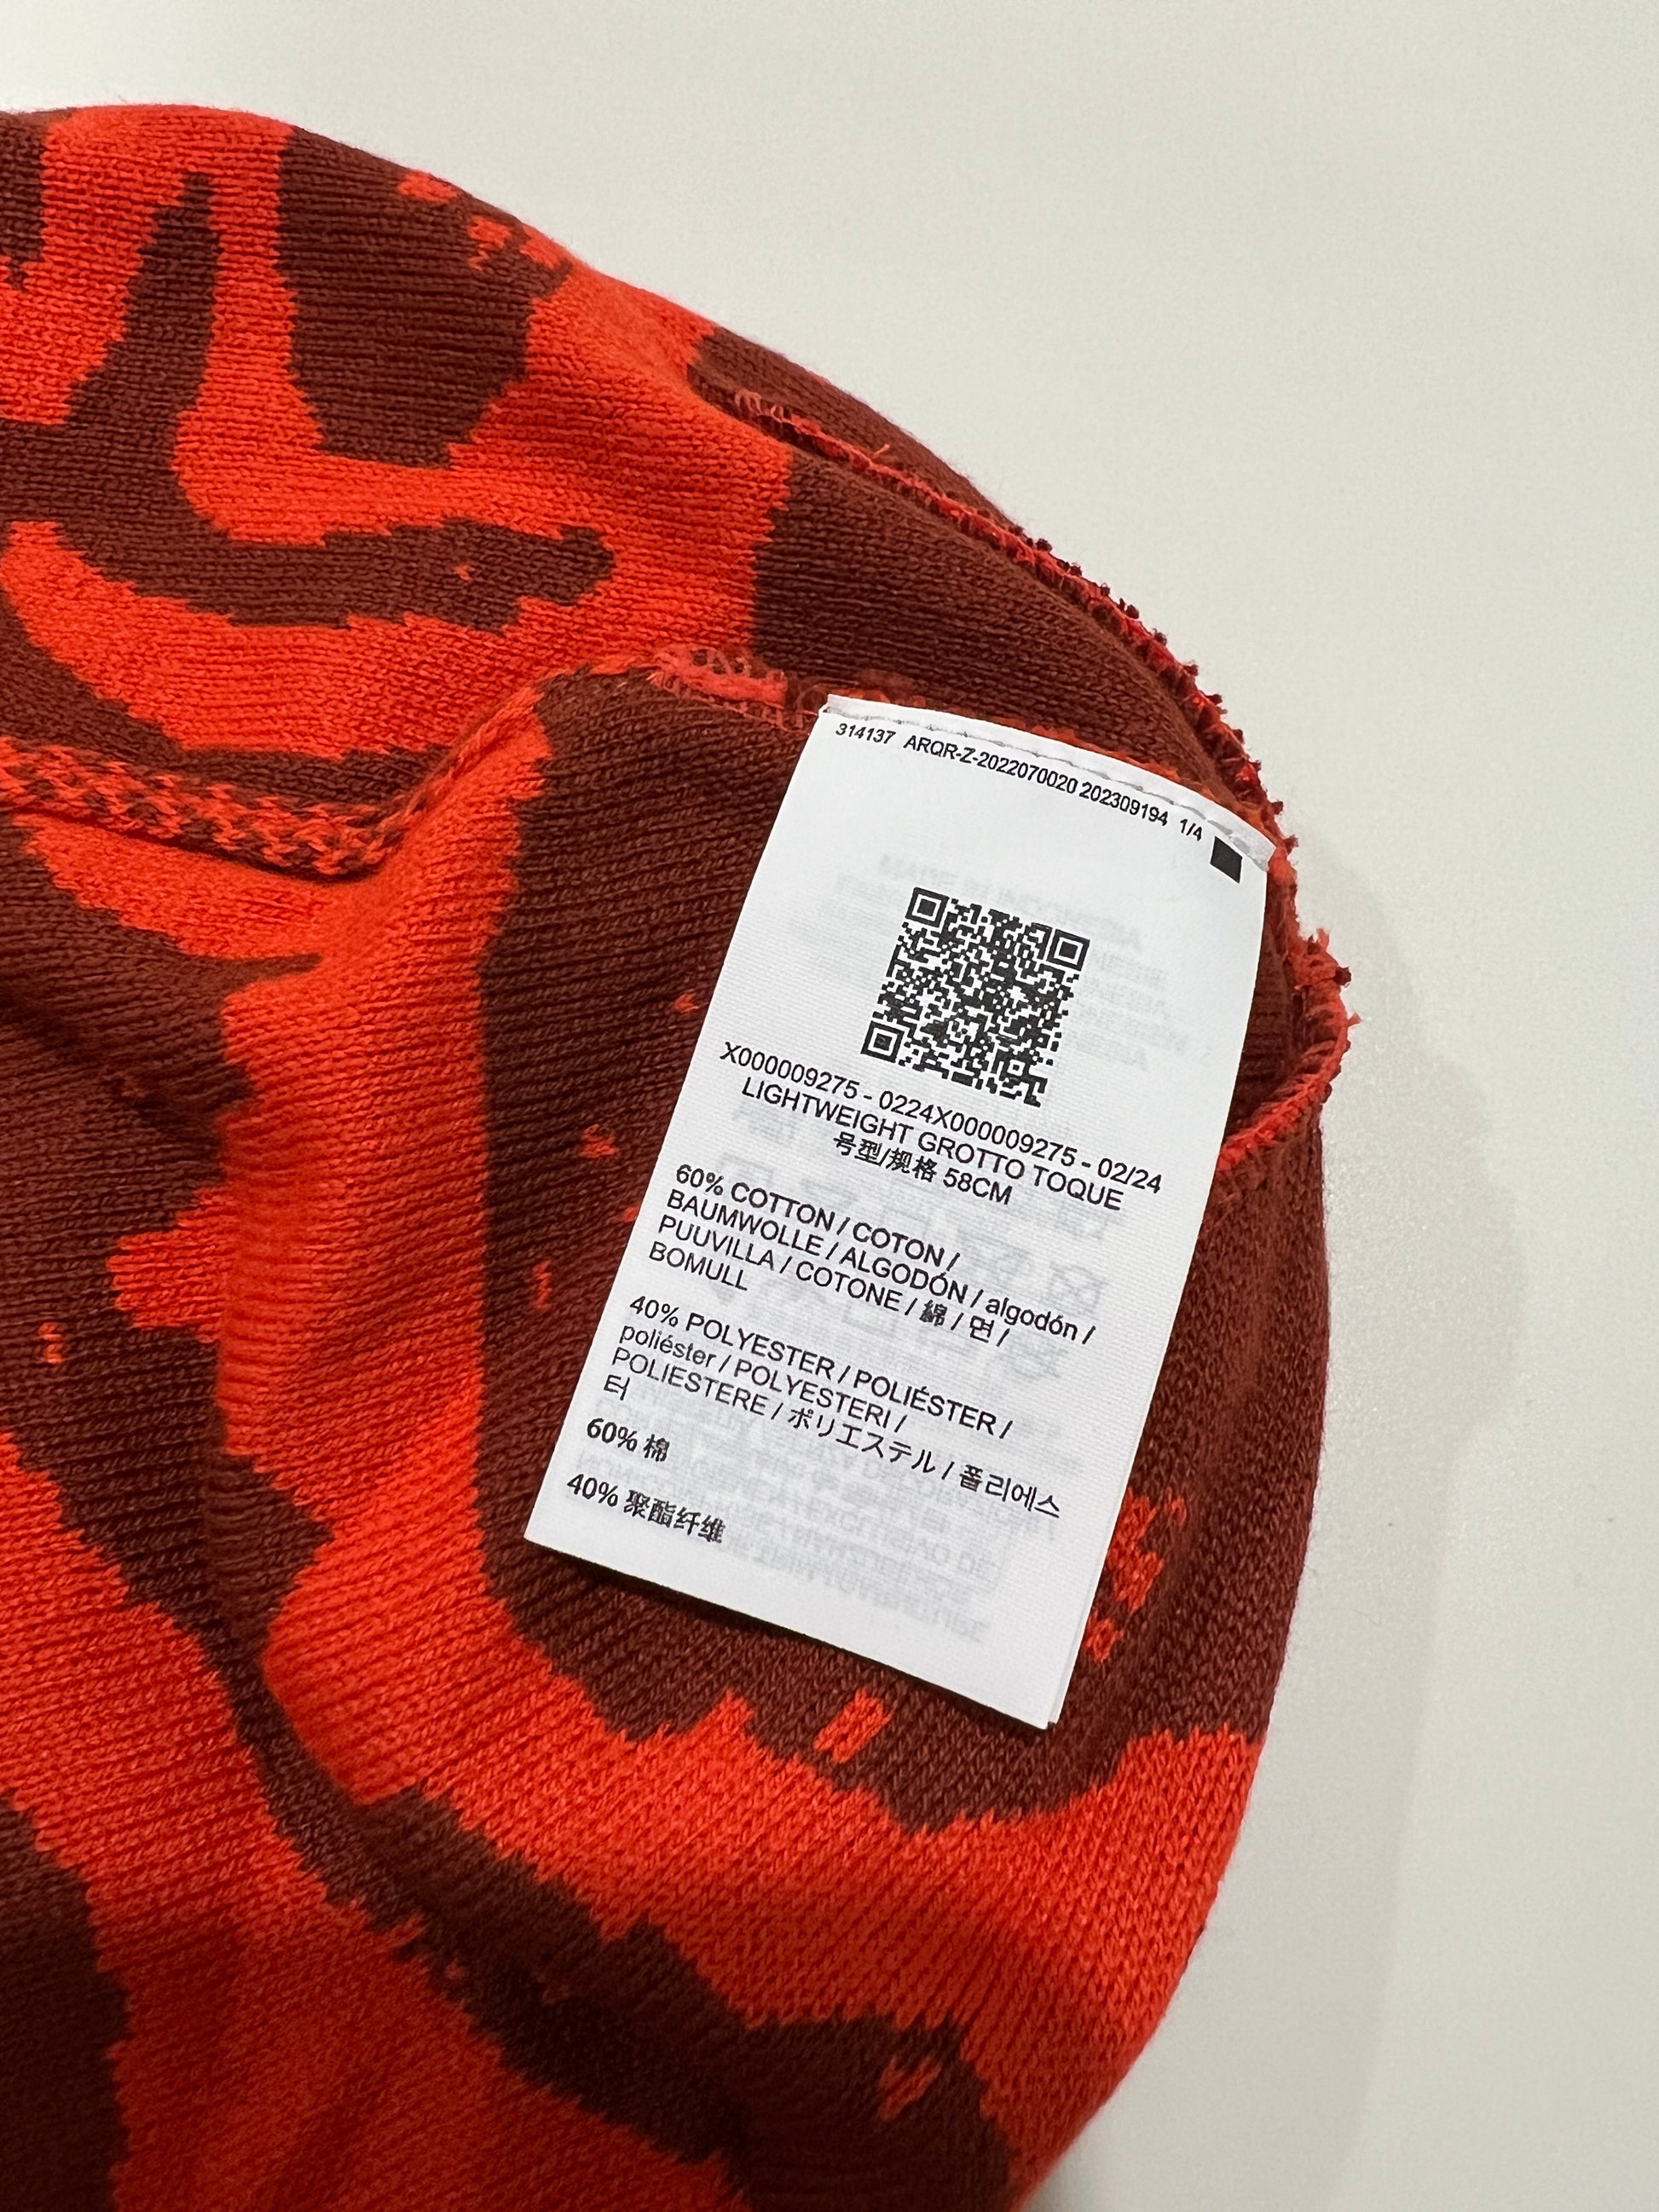 314137 ARQR-Z-2022070020 202309194 1/4
X000009275 - 0224X000009275 - 02/24
LIGHTWEIGHT GROTTO TOQUE
号型/规格 58CM
60% COTTON / COTON /
BAUMWOLLE / ALGODÓN / algodón /
PUUVILLA / COTONE / 綿 / 면 /
BOMULL
40% POLYESTER / POLIÉSTER /
poliéster / POLYESTERI /
POLIESTERE / ポリエステル / 폴리에스
터
60% 棉
40% 聚酯纤维